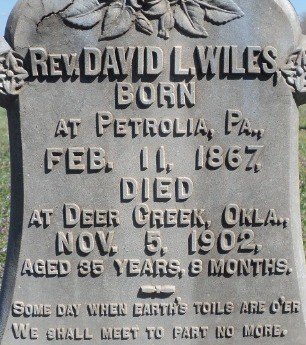 REV. DAVID L. WILES,
BORN
AT PETROLIA, PA.,
FEB. 11, 1867,
DIED
AT DEER CREEK, OKLA.,
NOV. 5, 1902,
AGED 35 YEARS, 8 MONTHS.
SOME DAY WHEN EARTH'S TOILS ARE O'ER
WE SHALL MEET TO PART NO MORE.